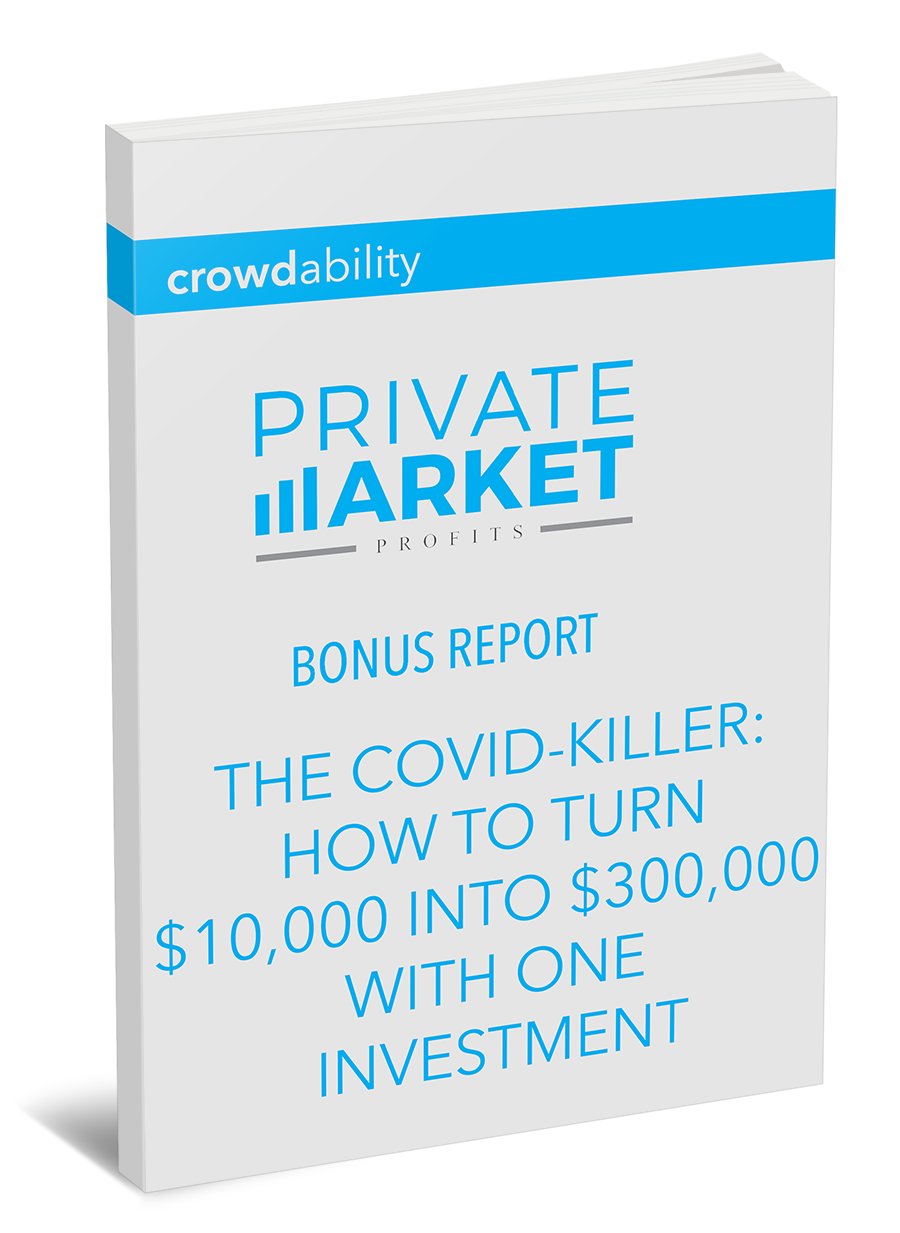 crowdability
PRIVATE
MARKET
PROFITS
BONUS REPORT
THE COVID-KILLER:
HOW TO TURN
$10,000 INTO $300,000
WITH ONE
INVESTMENT